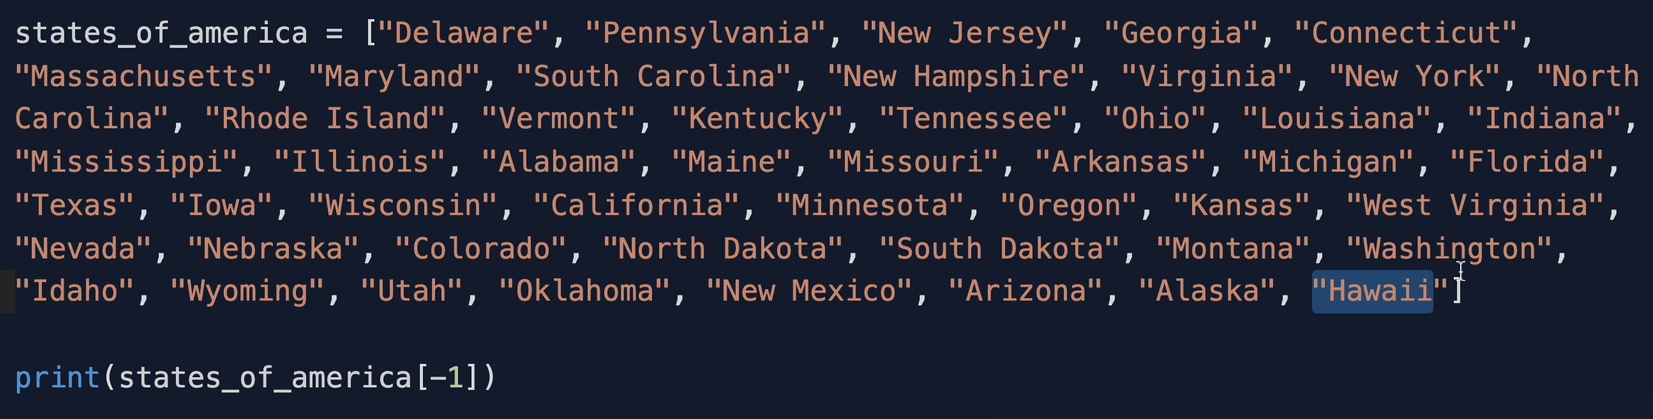 states_of_america = ["Delaware", "Pennsylvania", "New Jersey", "Georgia", "Connecticut",
"Massachusetts", "Maryland", "South Carolina", "New Hampshire", "Virginia", "New York", "North
Carolina", "Rhode Island", "Vermont", "Kentucky", "Tennessee", "Ohio", "Louisiana", "Indiana",
"Mississippi", "Illinois", "Alabama", "Maine", "Missouri", "Arkansas", "Michigan", "Florida",
"Texas", "Iowa", "Wisconsin", "California", "Minnesota", "Oregon", "Kansas", "West Virginia",
"Nevada", "Nebraska", "Colorado", "North Dakota", "South Dakota", "Montana", "Washington",
"Idaho", "Wyoming", "Utah", "Oklahoma", "New Mexico", "Arizona", "Alaska", "Hawaii"]
print(states_of_america[-1])